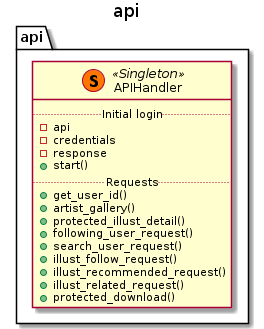 api
api
S
«Singleton»
APIHandler
Initial login
api
credentials
response
start()
Requests
get_user_id()
artist_gallery()
protected_illust_detail()
following_user_request()
search_user_request()
illust_follow_request()
illust_recommended_request()
illust_related_request()
protected_download()